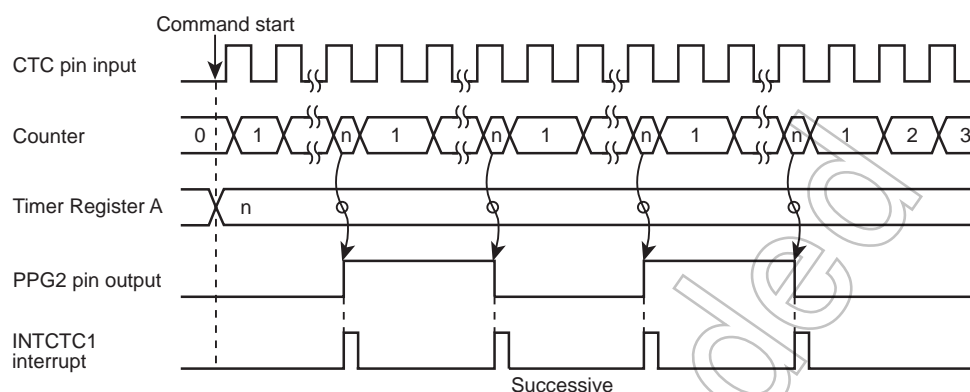 Command start
CTC pin input
Counter 0 1 n 1 n 1 n 1 n 1 2 3
Timer Register A n
PPG2 pin output
INTCTC1
interrupt
Successive
ded